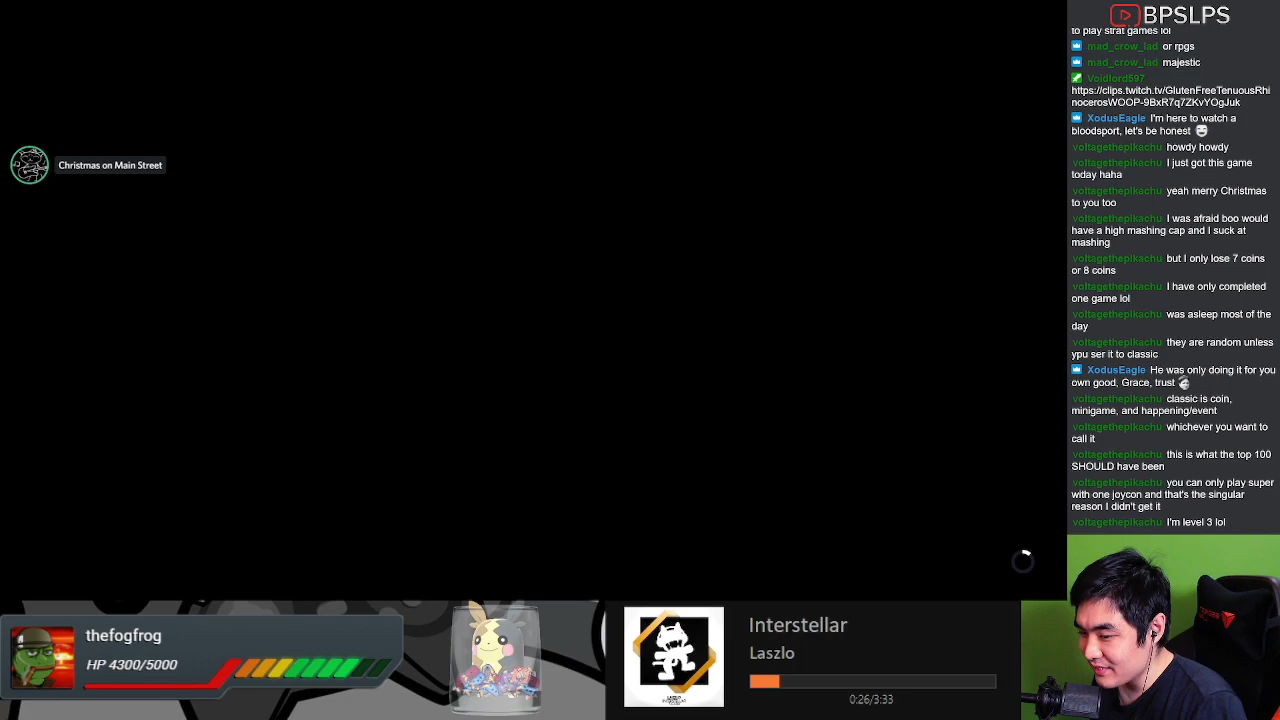 BPSLPS
to play strat games lol
mad_crow_lad or rpgs
mad_crow_lad majestic
Voidlord597
https://clips.twitch.tv/GlutenFreeTenuousRhi
nocerosWOOP-9BxR7q7ZKvYOgJuk
XodusEagle I'm here to watch a
bloodsport, let's be honest
voltagethepikachu howdy howdy
voltagethepikachu I just got this game
today haha
voltagethepikachu yeah merry Christmas
to you too
voltagethepikachu I was afraid boo would
have a high mashing cap and I suck at
mashing
voltagethepikachu but I only lose 7 coins
or 8 coins
voltagethepikachu I have only completed
one game lol
voltagethepikachu was asleep most of the
day
voltagethepikachu they are random unless
ypu ser it to classic
XodusEagle He was only doing it for you
own good, Grace, trust
voltagethepikachu classic is coin,
minigame, and happening/event
voltagethepikachu whichever you want to
call it
voltagethepikachu this is what the top 100
SHOULD have been
voltagethepikachu you can only play super
with one joycon and that's the singular
reason I didn't get it
voltagethepikachu I'm level 3 lol
Christmas on Main Street
thefogfrog
HP 4300/5000
Interstellar
Laszlo
0:26/3:33